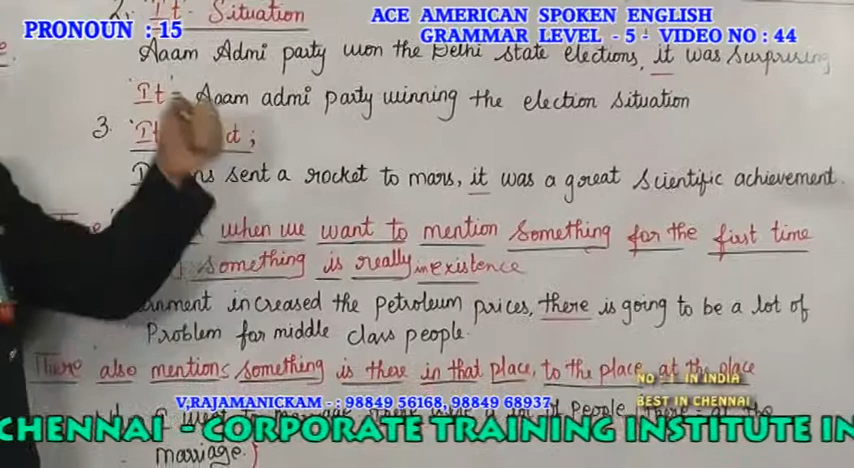 2. 'It' - Situation
ACE AMERICAN SPOKEN ENGLISH
PRONOUN : 15
GRAMMAR LEVEL - 5 - VIDEO NO : 44
Aaam Admi party won the Delhi state elections, it was surprising
'It' = Aaam admi party winning the election situation
3. 'It
sent a rocket to mars, it was a great scientific achievement.
when we want to mention something for the first time
something is really in existence
increased the petroleum prices, there is going to be a lot of
Problem for middle class people.
There also mentions something is there in that place, to the place, at the place
NO - 1 IN INDIA
V,RAJAMANICKAM - : 98849 56168, 98849 68937.
BEST IN CHENNAI
people there - at the
CHENNAI - CORPORATE TRAINING INSTITUTE IN
marriage.)